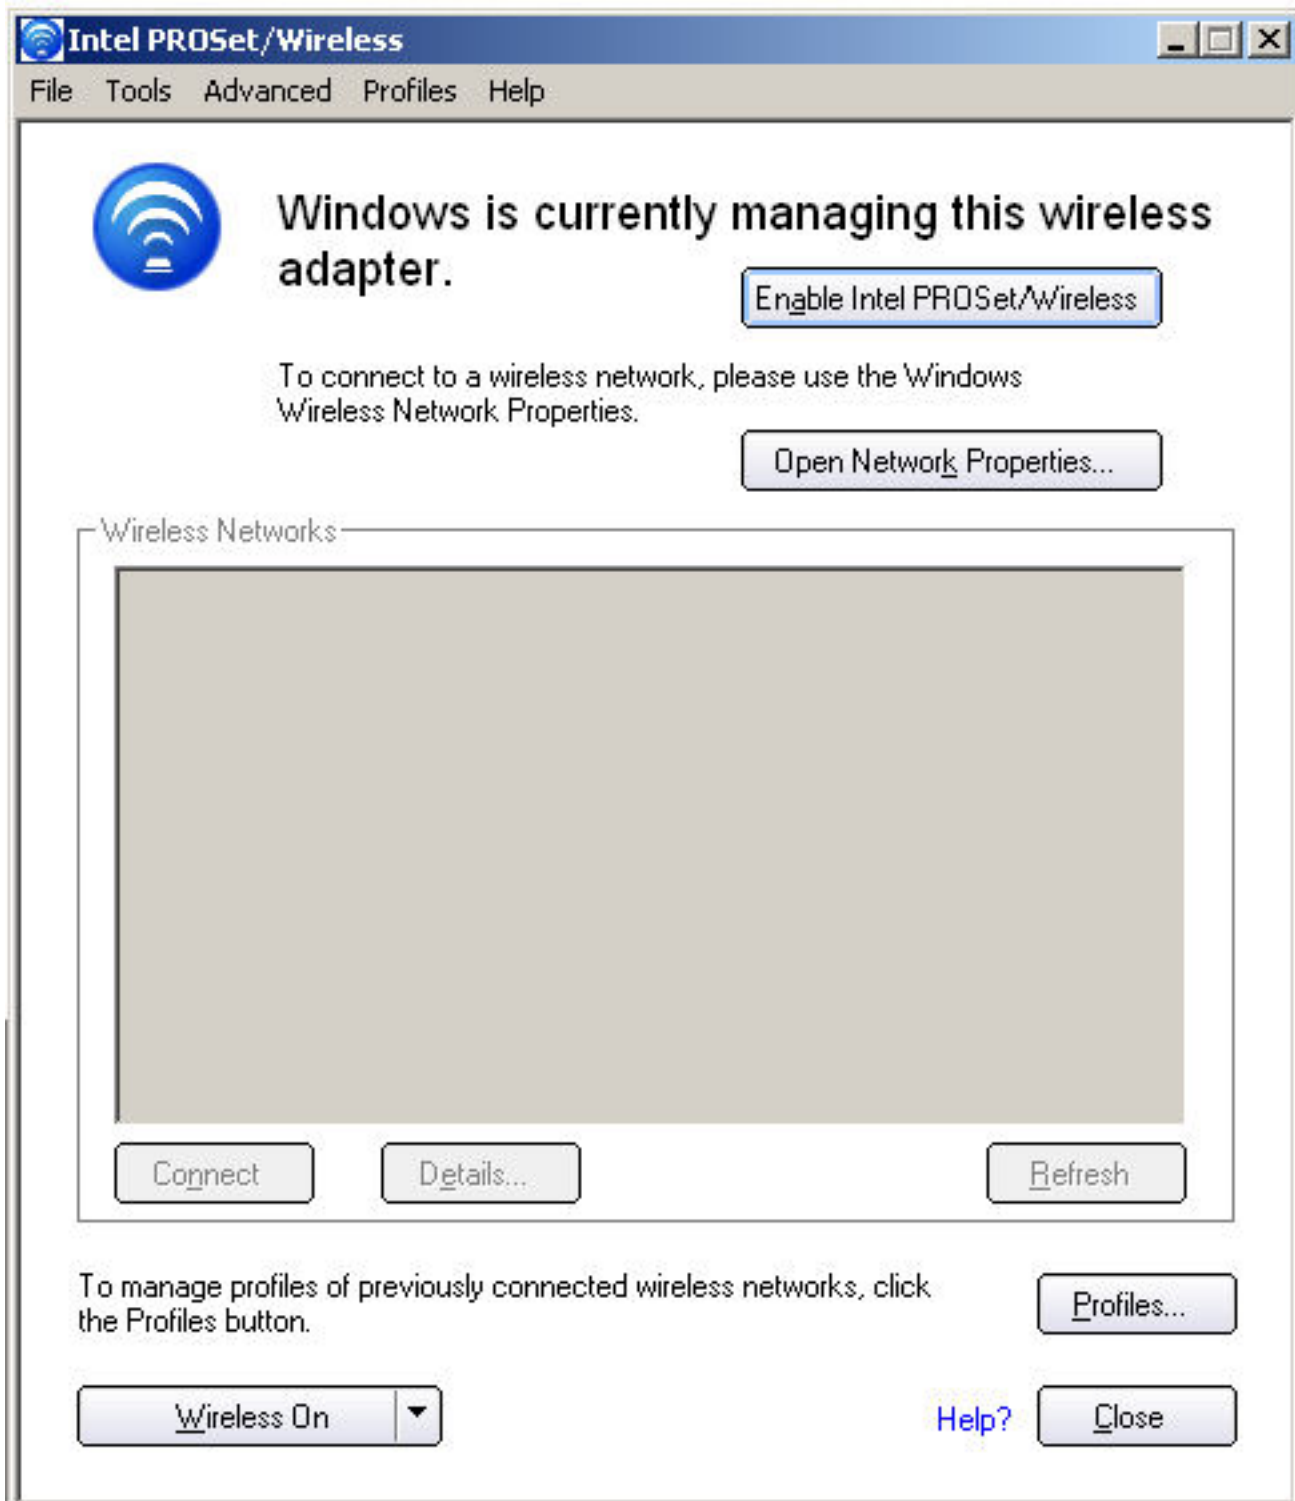 Intel PROSet/Wireless
File Tools Advanced Profiles Help
Windows is currently managing this wireless
adapter.
Enable Intel PROSet/Wireless
To connect to a wireless network, please use the Windows
Wireless Network Properties.
Open Network Properties...
Wireless Networks
Connect Details... Refresh
To manage profiles of previously connected wireless networks, click
the Profiles button.
Profiles...
Wireless On Help? Close